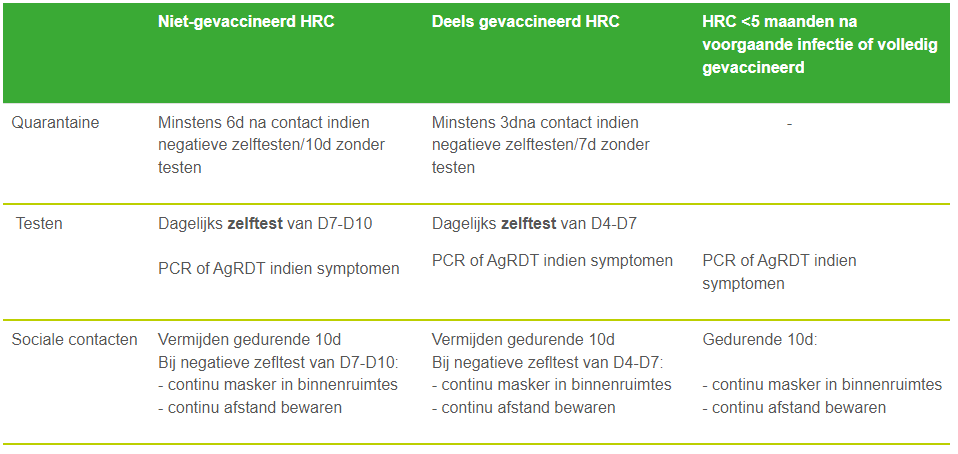 Niet-gevaccineerd HRC
Deels gevaccineerd HRC
HRC <5 maanden na
voorgaande infectie of volledig
gevaccineerd
Quarantaine
Minstens 6d na contact indien
negatieve zelftesten/10d zonder
testen
Minstens 3dna contact indien
negatieve zelftesten/7d zonder
testen
-
Testen
Dagelijks zelftest van D7-D10
PCR of AgRDT indien symptomen
Dagelijks zelftest van D4-D7
PCR of AgRDT indien symptomen
PCR of AgRDT indien
symptomen
Sociale contacten
Vermijden gedurende 10d
Bij negatieve zefltest van D7-D10:
- continu masker in binnenruimtes
- continu afstand bewaren
Vermijden gedurende 10d
Bij negatieve zefltest van D4-D7:
- continu masker in binnenruimtes
- continu afstand bewaren
Gedurende 10d:
- continu masker in binnenruimtes
- continu afstand bewaren